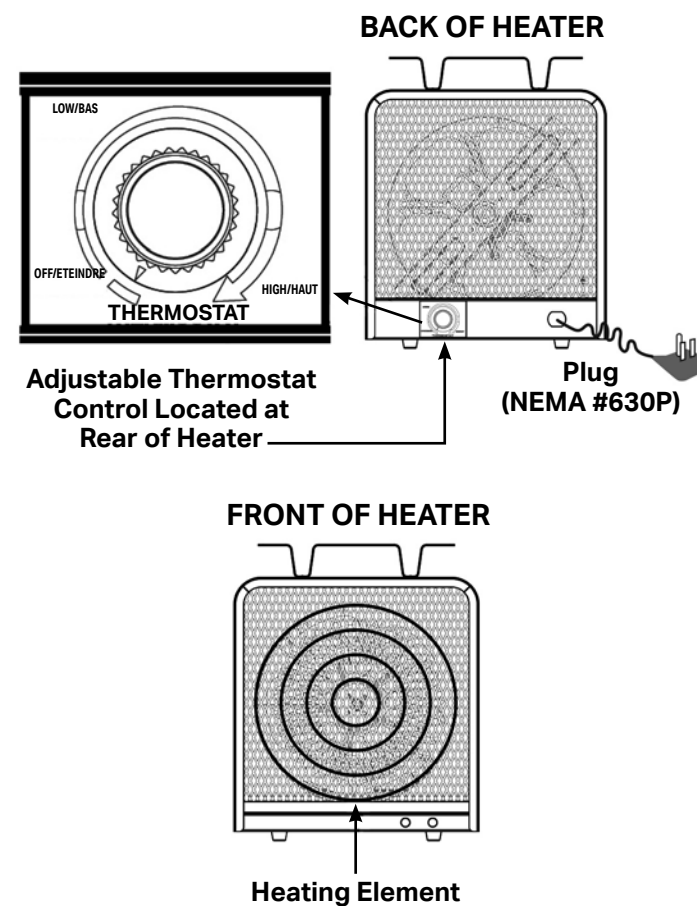 BACK OF HEATER
LOW/BAS
OFF/ETEINDRE
HIGH/HAUT
THERMOSTAT
Adjustable Thermostat
Control Located at
Rear of Heater
Plug
(NEMA #630P)
FRONT OF HEATER
Heating Element